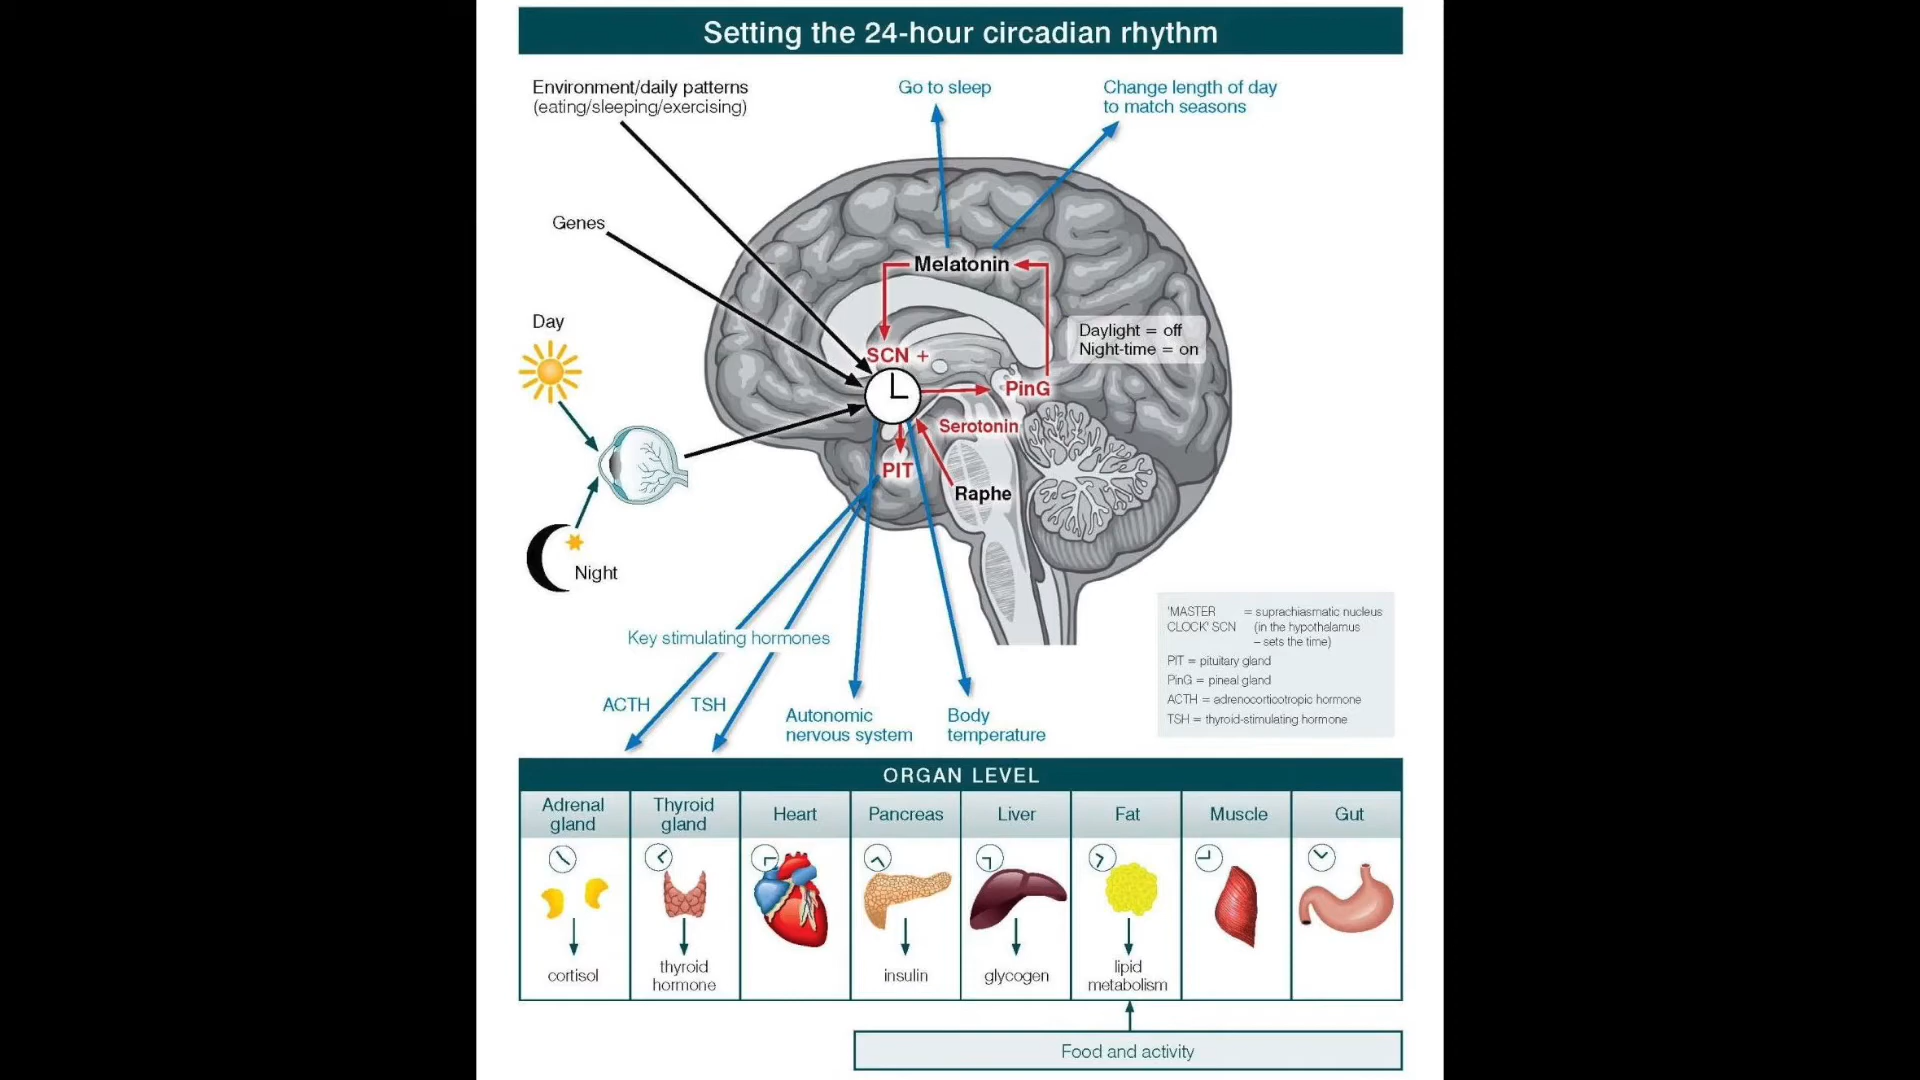 Setting the 24-hour circadian rhythm
Environment/daily patterns
(eating/sleeping/exercising)
Go to sleep
Change length of day
to match seasons
Genes
Melatonin
Day
Daylight = off
Night-time = on
SCN +
PinG
Serotonin
PIT
Raphe
Night
'MASTER = suprachiasmatic nucleus
CLOCK' SCN (in the hypothalamus
– sets the time)
PIT = pituitary gland
PinG = pineal gland
ACTH = adrenocorticotropic hormone
TSH = thyroid-stimulating hormone
Key stimulating hormones
ACTH
TSH
Autonomic
nervous system
Body
temperature
ORGAN LEVEL
Adrenal
gland
Thyroid
gland
Heart
Pancreas
Liver
Fat
Muscle
Gut
cortisol
thyroid
hormone
insulin
glycogen
lipid
metabolism
Food and activity